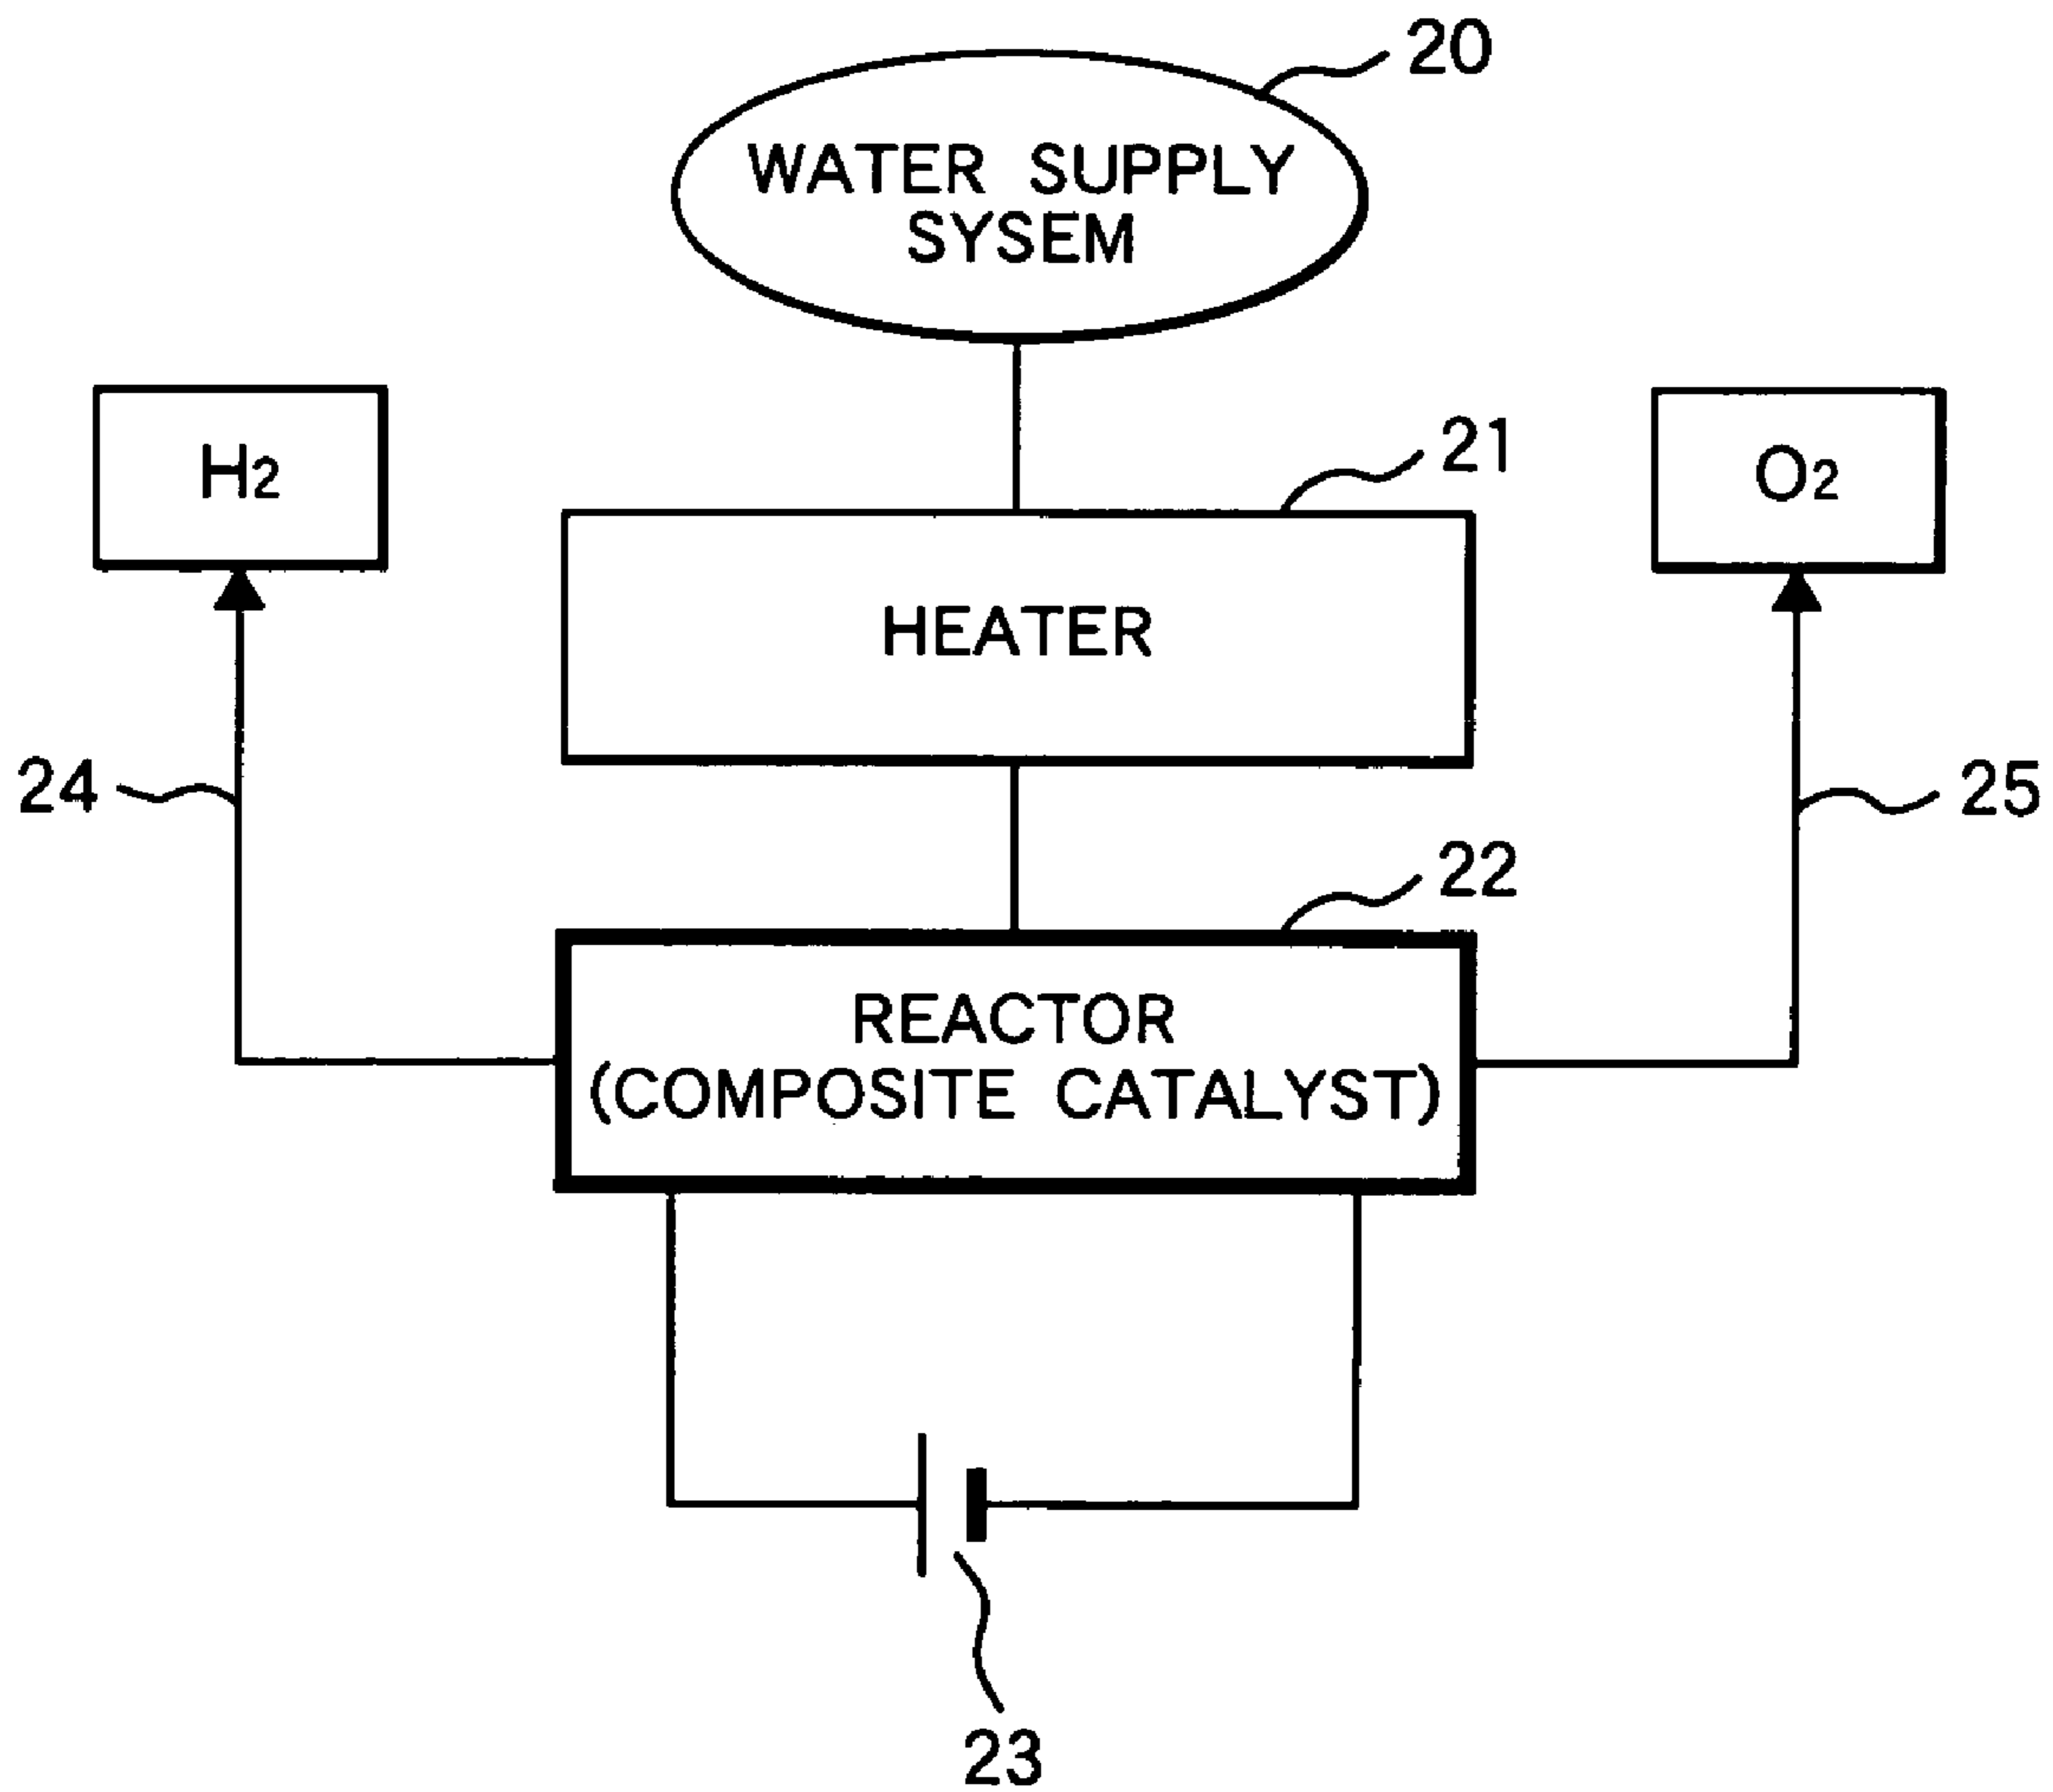 20
WATER SUPPLY
SYSEM
H2
21
O2
HEATER
24
25
22
REACTOR
(COMPOSITE CATALYST)
23